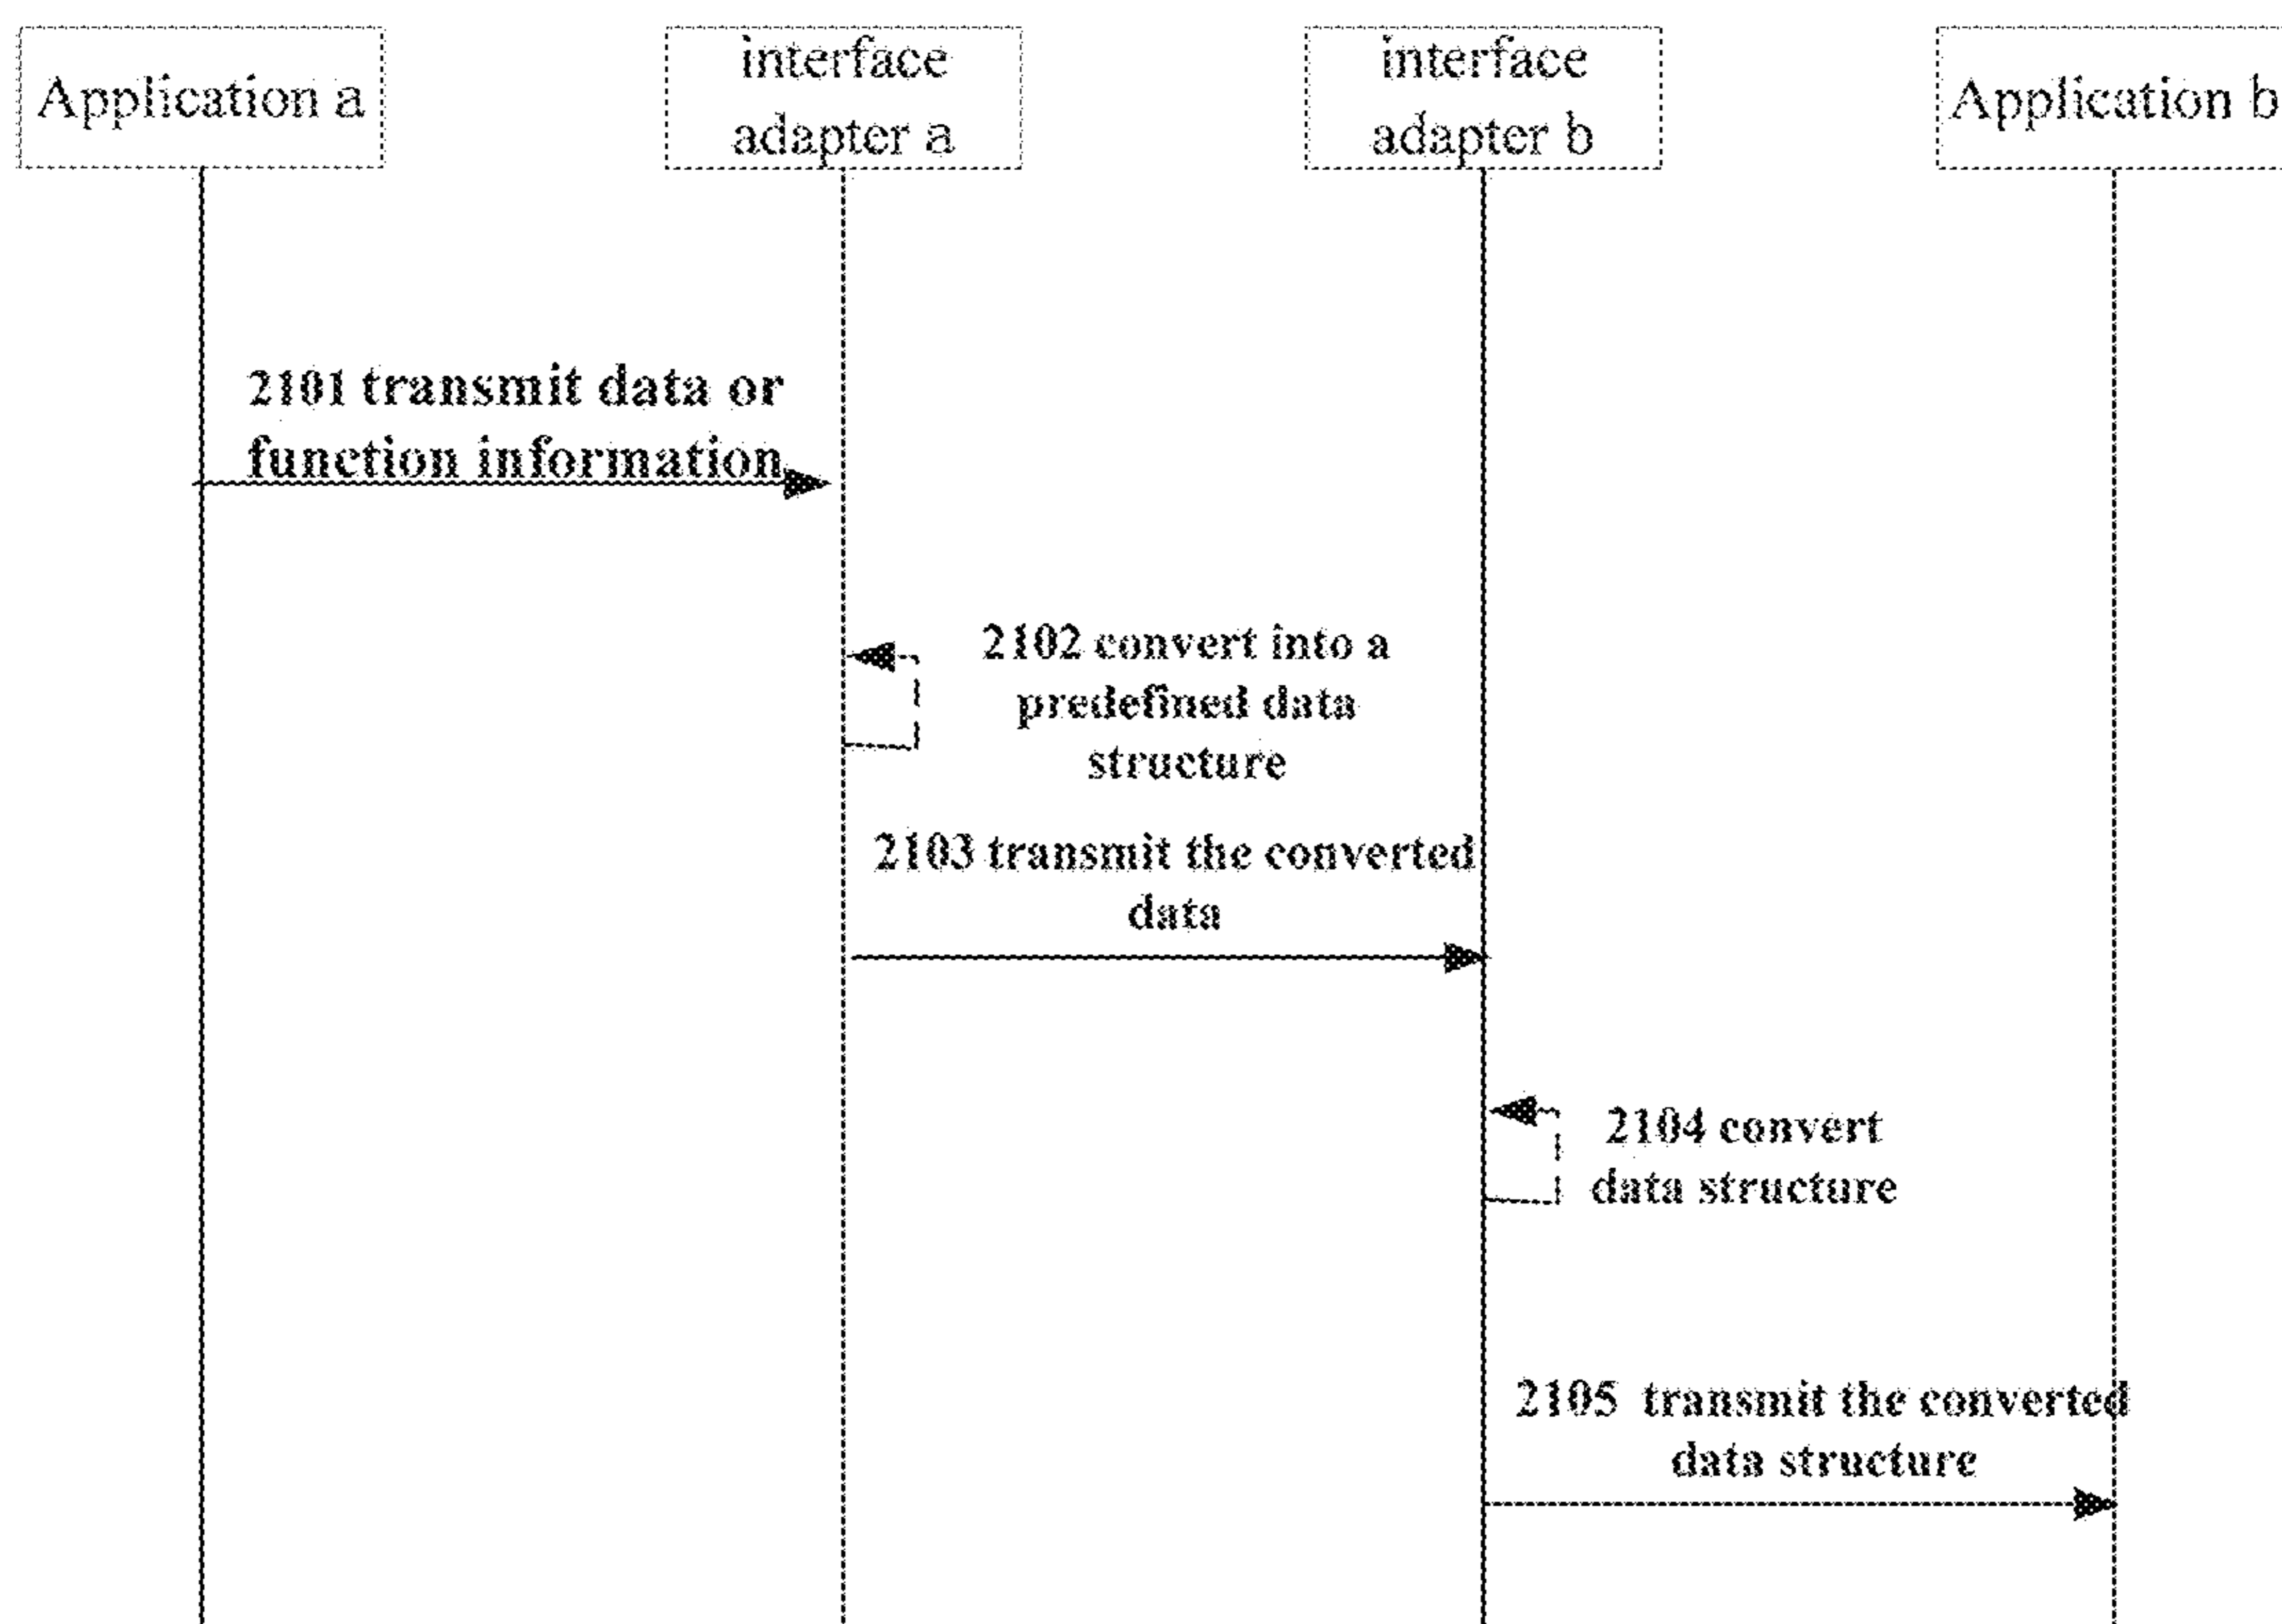 Application a
interface
adapter a
interface
adapter b
Application b
2101 transmit data or
function information
2102 convert into a
predefined data
structure
2103 transmit the converted
data
2104 convert
data structure
2105 transmit the converted
data structure